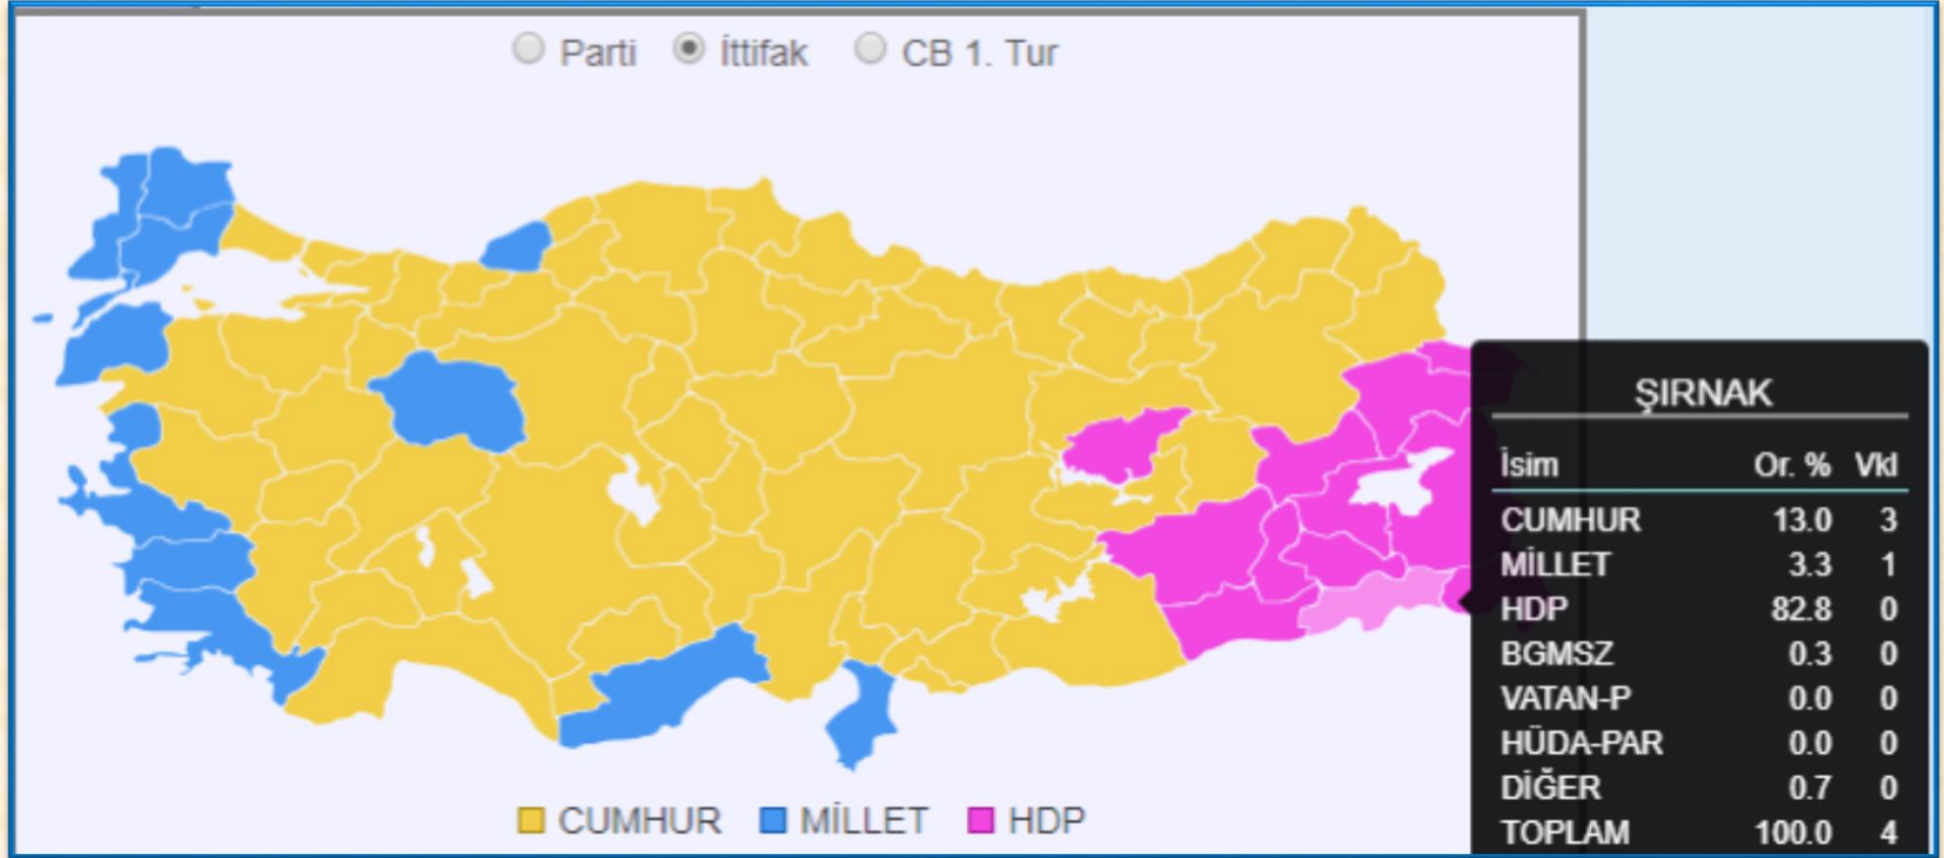 Parti İttifak CB 1. Tur
ŞIRNAK
İsim Or. % Vkl
CUMHUR 13.0 3
MİLLET 3.3 1
HDP 82.8 0
BGMSZ 0.3 0
VATAN-P 0.0 0
HÜDA-PAR 0.0 0
DİĞER 0.7 0
TOPLAM 100.0 4
CUMHUR MİLLET HDP